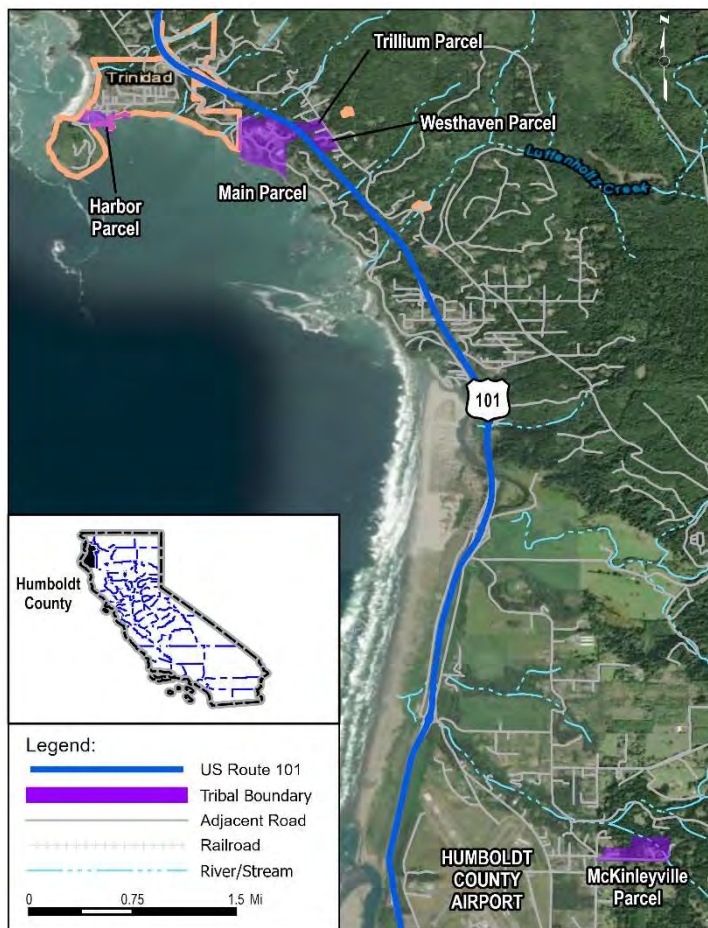 Trillium Parcel
N
Trinidad
Westhaven Parcel
Luffenholtz Creek
Main Parcel
Harbor
Parcel
101
Humboldt
County
Legend:
US Route 101
Tribal Boundary
Adjacent Road
Railroad
River/Stream
0 0.75 1.5 Mi
HUMBOLDT
COUNTY
AIRPORT
McKinleyville
Parcel